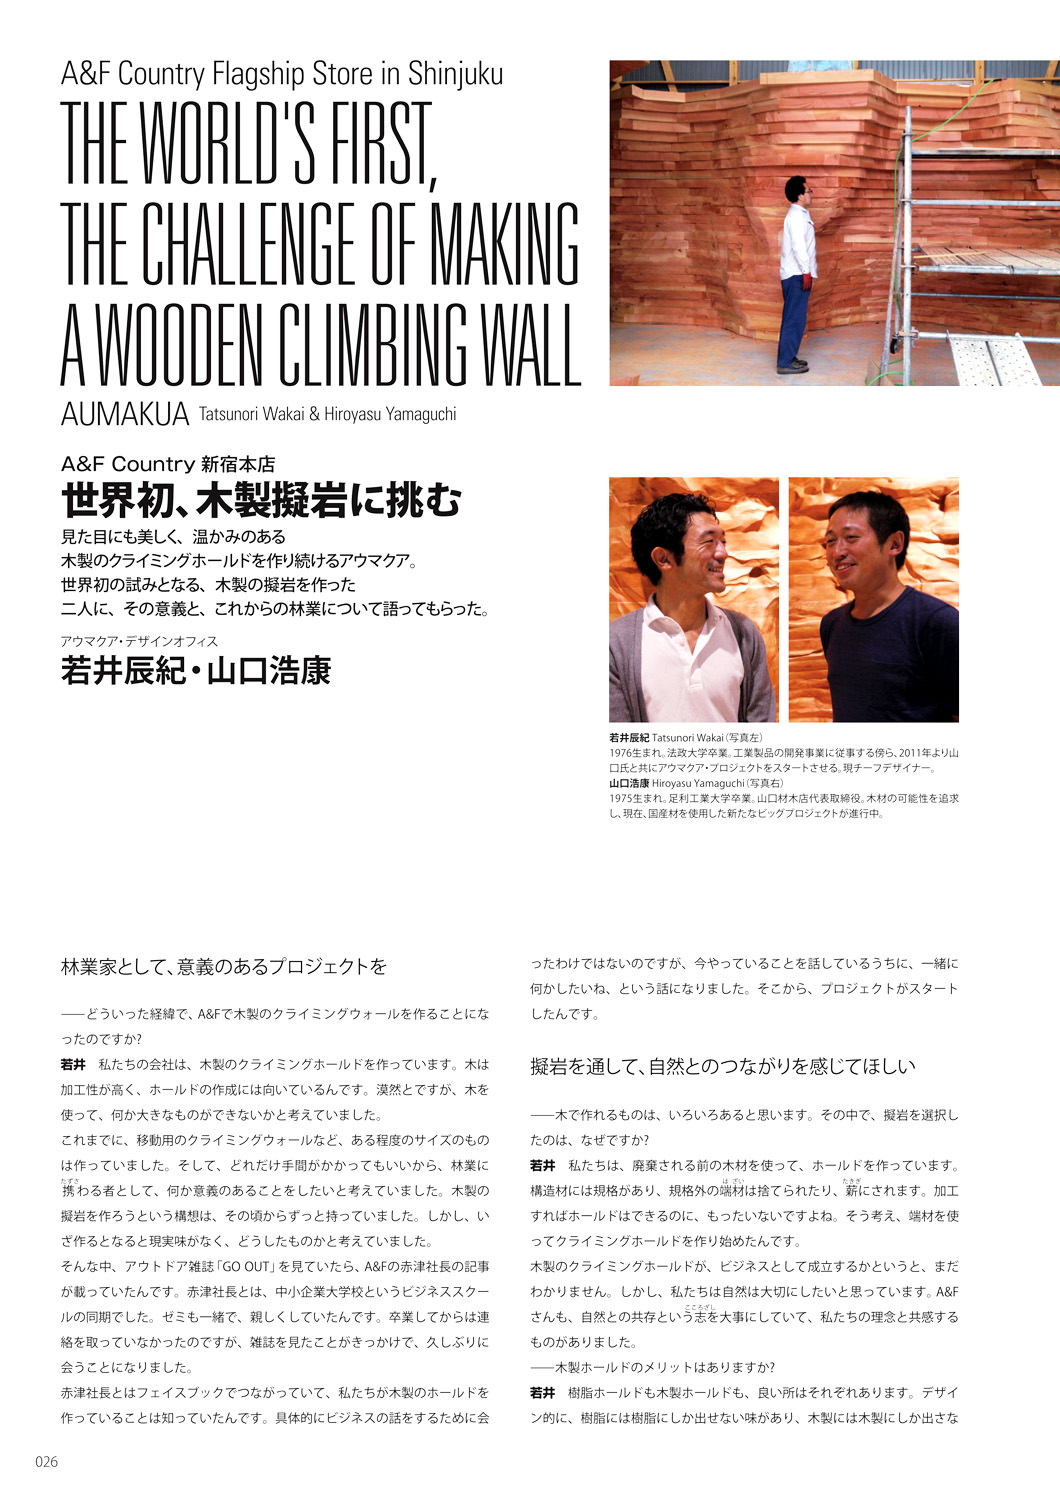 A&F Country Flagship Store in Shinjuku
THE WORLD'S FIRST,
THE CHALLENGE OF MAKING
A WOODEN CLIMBING WALL
AUMAKUA Tatsunori Wakai & Hiroyasu Yamaguchi
A&F Country 新宿本店
世界初、木製擬岩に挑む
見た目にも美しく、温かみのある
木製のクライミングホールドを作り続けるアウマクア。
世界初の試みとなる、木製の擬岩を作った
二人に、その意義と、これからの林業について語ってもらった。
アウマクア・デザインオフィス
若井辰紀・山口浩康
若井辰紀 Tatsunori Wakai（写真左）
1976生まれ。法政大学卒業。工業製品の開発事業に従事する傍ら、2011年より山
口氏と共にアウマクア・プロジェクトをスタートさせる。現チーフデザイナー。
山口浩康 Hiroyasu Yamaguchi（写真右）
1975生まれ。足利工業大学卒業。山口材木店代表取締役。木材の可能性を追求
し、現在、国産材を使用した新たなビッグプロジェクトが進行中。
林業家として、意義のあるプロジェクトを
――どういった経緯で、A&Fで木製のクライミングウォールを作ることにな
ったのですか?
若井　私たちの会社は、木製のクライミングホールドを作っています。木は
加工性が高く、ホールドの作成には向いているんです。漠然とですが、木を
使って、何か大きなものができないかと考えていました。
これまでに、移動用のクライミングウォールなど、ある程度のサイズのもの
は作っていました。そして、どれだけ手間がかかってもいいから、林業に
たずさ
携わる者として、何か意義のあることをしたいと考えていました。木製の
擬岩を作ろうという構想は、その頃からずっと持っていました。しかし、い
ざ作るとなると現実味がなく、どうしたものかと考えていました。
そんな中、アウトドア雑誌「GO OUT」を見ていたら、A&Fの赤津社長の記事
が載っていたんです。赤津社長とは、中小企業大学校というビジネススクー
ルの同期でした。ゼミも一緒で、親しくしていたんです。卒業してからは連
絡を取っていなかったのですが、雑誌を見たことがきっかけで、久しぶりに
会うことになりました。
赤津社長とはフェイスブックでつながっていて、私たちが木製のホールドを
作っていることは知っていたんです。具体的にビジネスの話をするために会
ったわけではないのですが、今やっていることを話しているうちに、一緒に
何かしたいね、という話になりました。そこから、プロジェクトがスタート
したんです。
擬岩を通して、自然とのつながりを感じてほしい
――木で作れるものは、いろいろあると思います。その中で、擬岩を選択し
たのは、なぜですか?
若井　私たちは、廃棄される前の木材を使って、ホールドを作っています。
はざい たきぎ
構造材には規格があり、規格外の端材は捨てられたり、薪にされます。加工
すればホールドはできるのに、もったいないですよね。そう考え、端材を使
ってクライミングホールドを作り始めたんです。
木製のクライミングホールドが、ビジネスとして成立するかというと、まだ
わかりません。しかし、私たちは自然は大切にしたいと思っています。A&F
こころざし
さんも、自然との共存という志を大事にしていて、私たちの理念と共感する
ものがありました。
――木製ホールドのメリットはありますか?
若井　樹脂ホールドも木製ホールドも、良い所はそれぞれあります。デザイ
ン的に、樹脂には樹脂にしか出せない味があり、木製には木製にしか出さな
026